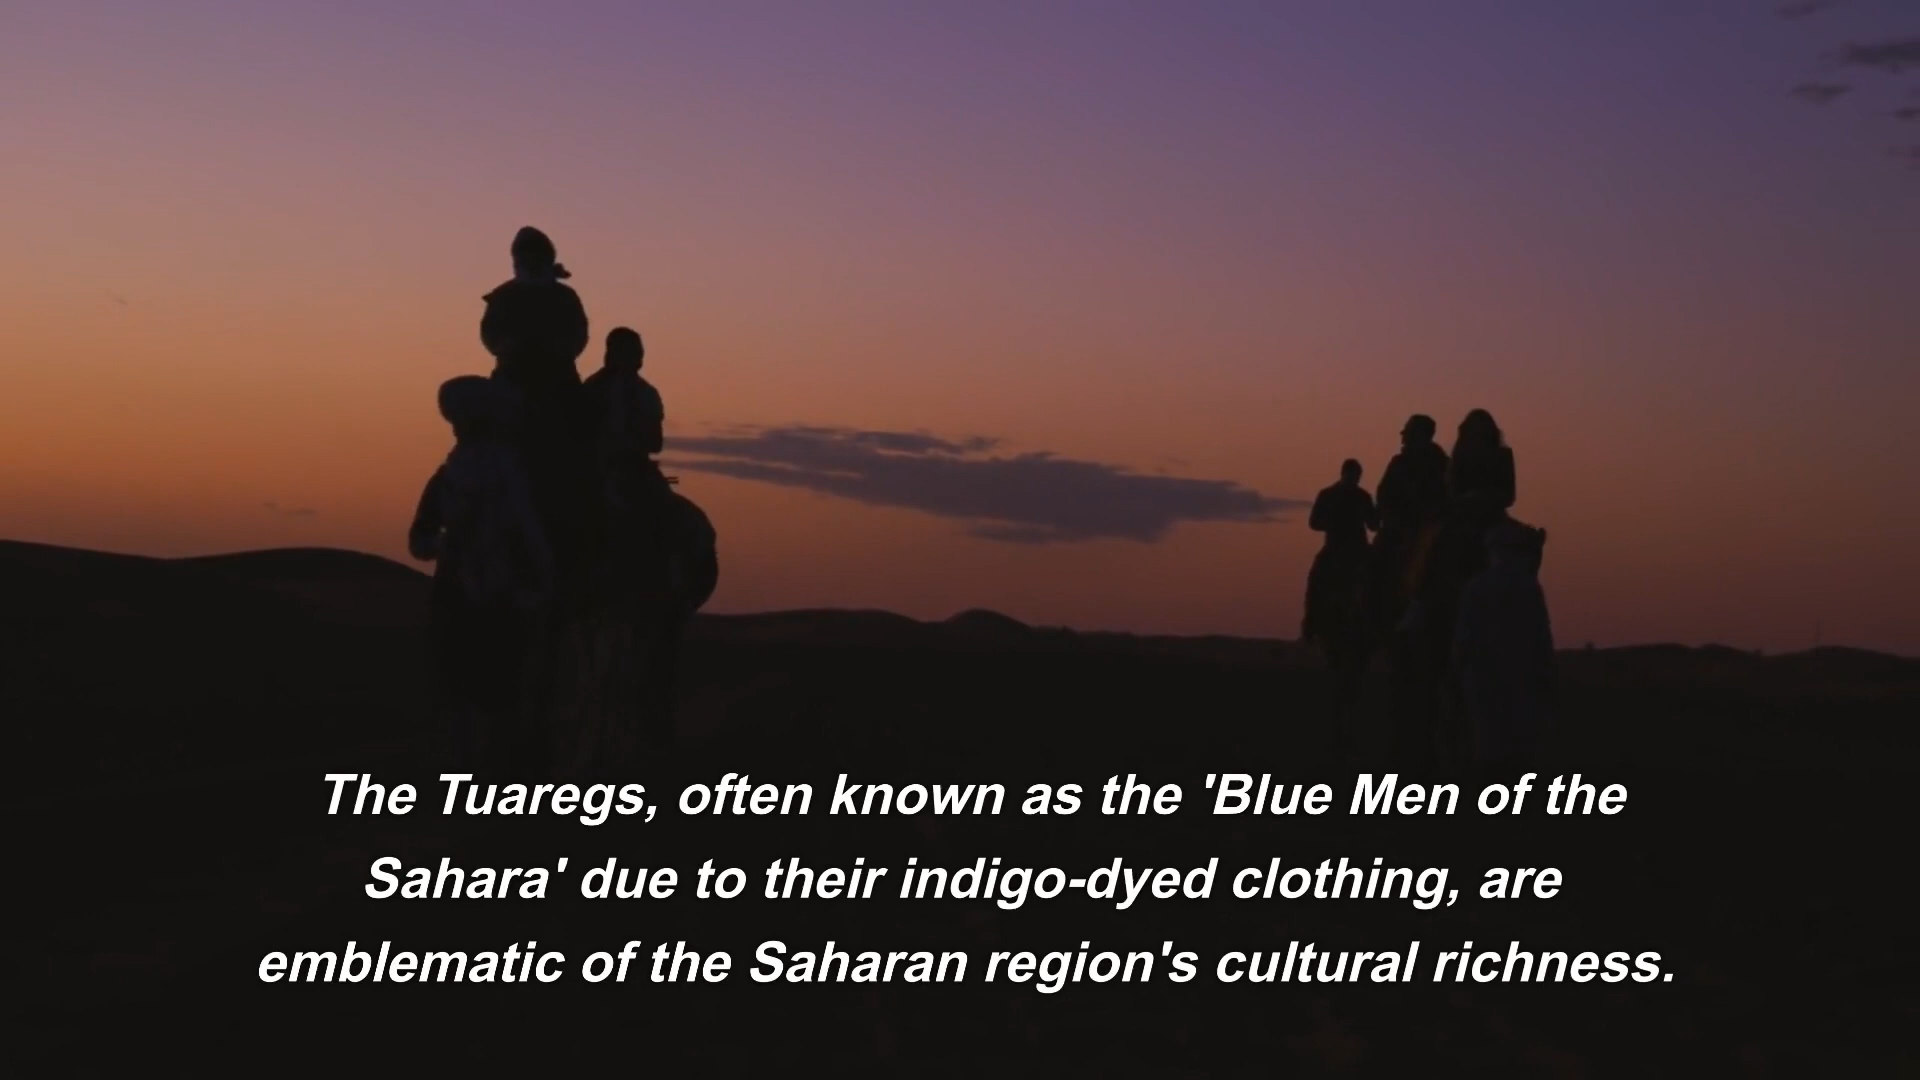 The Tuaregs, often known as the 'Blue Men of the
Sahara' due to their indigo-dyed clothing, are
emblematic of the Saharan region's cultural richness.